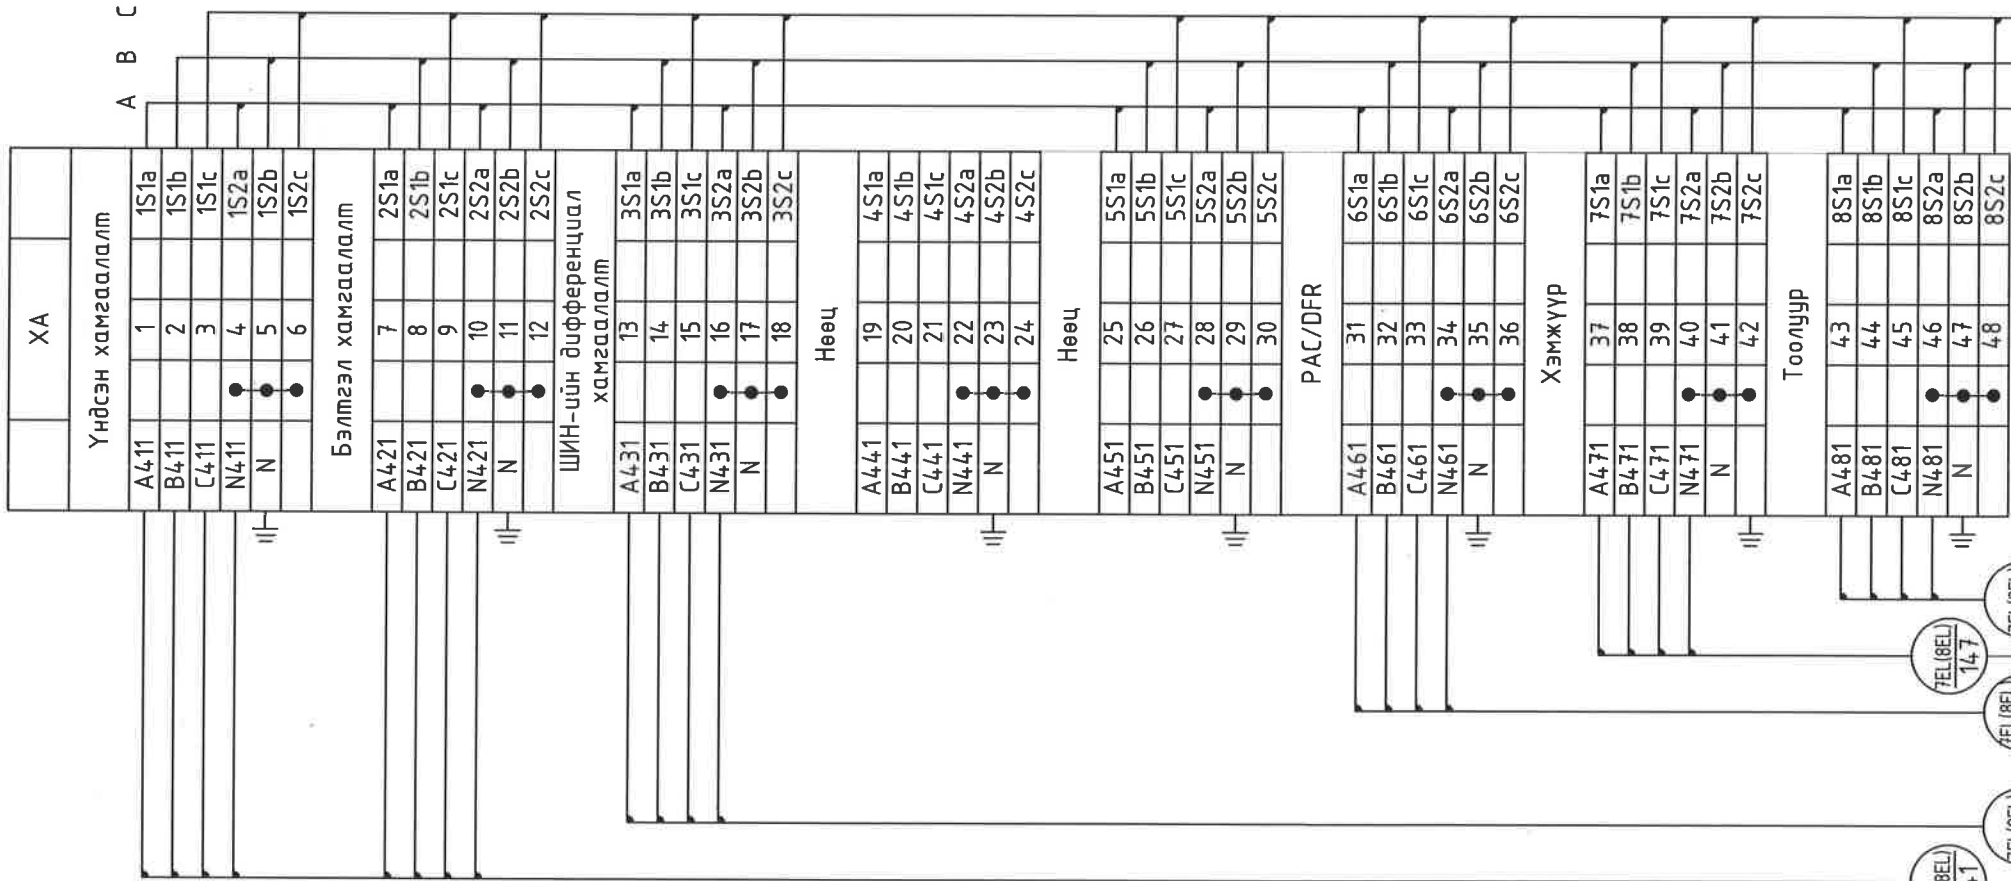 C
B
A
XA
Үндсэн хамгаалалт
A411 1 1S1a
B411 2 1S1b
C411 3 1S1c
N411 4 1S2a
N 5 1S2b
6 1S2c
Бэлтгэл хамгаалалт
A421 7 2S1a
B421 8 2S1b
C421 9 2S1c
N421 10 2S2a
N 11 2S2b
12 2S2c
ШИН-ийн дифференциал
хамгаалалт
A431 13 3S1a
B431 14 3S1b
C431 15 3S1c
N431 16 3S2a
N 17 3S2b
18 3S2c
Нөөц
A441 19 4S1a
B441 20 4S1b
C441 21 4S1c
N441 22 4S2a
N 23 4S2b
24 4S2c
Нөөц
A451 25 5S1a
B451 26 5S1b
C451 27 5S1c
N451 28 5S2a
N 29 5S2b
30 5S2c
РАС/DFR
A461 31 6S1a
B461 32 6S1b
C461 33 6S1c
N461 34 6S2a
N 35 6S2b
36 6S2c
Хэмжүүр
A471 37 7S1a
B471 38 7S1b
C471 39 7S1c
N471 40 7S2a
N 41 7S2b
42 7S2c
Тоолуур
A481 43 8S1a
B481 44 8S1b
C481 45 8S1c
N481 46 8S2a
N 47 8S2b
48 8S2c
7EL(8EL)
147